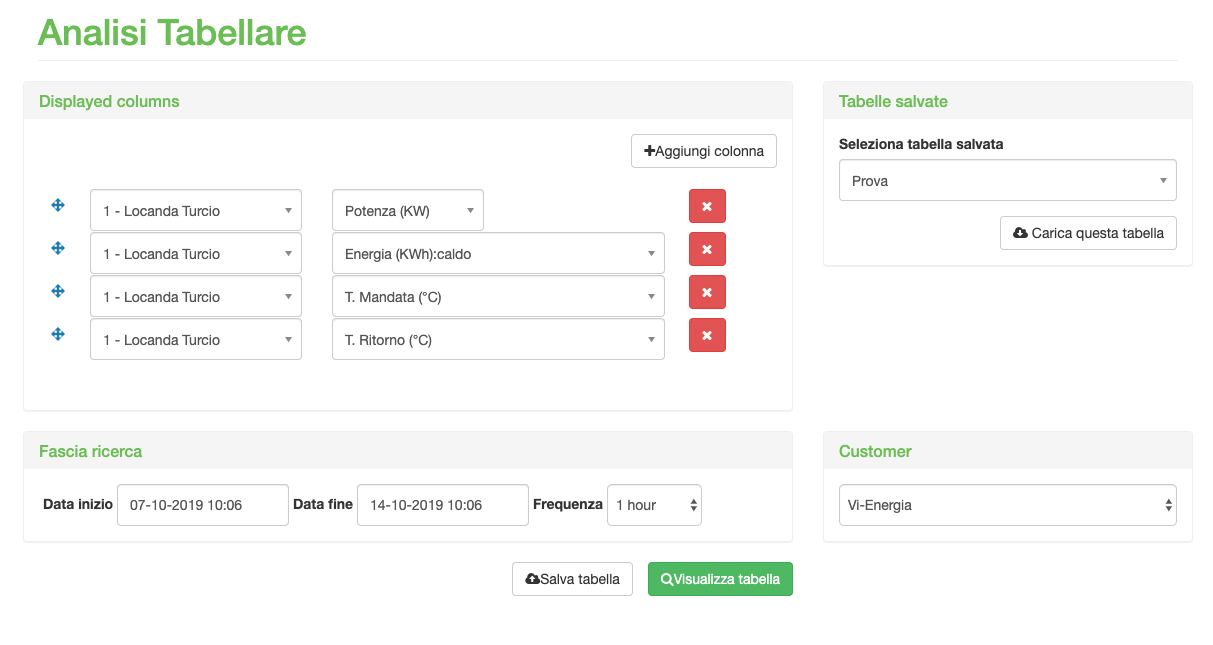 Analisi Tabellare
Displayed columns
Aggiungi colonna
1 - Locanda Turcio Potenza (KW)
1 - Locanda Turcio Energia (KWh):caldo
1 - Locanda Turcio T. Mandata (°C)
1 - Locanda Turcio T. Ritorno (°C)
Tabelle salvate
Seleziona tabella salvata
Prova
Carica questa tabella
Fascia ricerca
Data inizio 07-10-2019 10:06 Data fine 14-10-2019 10:06 Frequenza 1 hour
Customer
Vi-Energia
Salva tabella Visualizza tabella